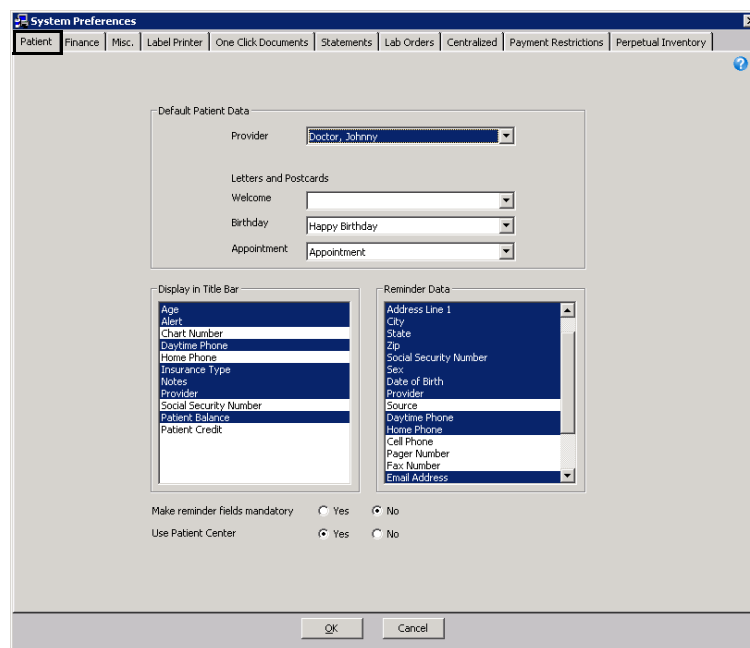 System Preferences
Patient Finance Misc. Label Printer One Click Documents Statements Lab Orders Centralized Payment Restrictions Perpetual Inventory
?
Default Patient Data
Provider Doctor, Johnny
Letters and Postcards
Welcome
Birthday Happy Birthday
Appointment Appointment
Display in Title Bar
Age
Alert
Chart Number
Daytime Phone
Home Phone
Insurance Type
Notes
Provider
Social Security Number
Patient Balance
Patient Credit
Reminder Data
Address Line 1
City
State
Zip
Social Security Number
Sex
Date of Birth
Provider
Source
Daytime Phone
Home Phone
Cell Phone
Pager Number
Fax Number
Email Address
Make reminder fields mandatory Yes No
Use Patient Center Yes No
OK Cancel